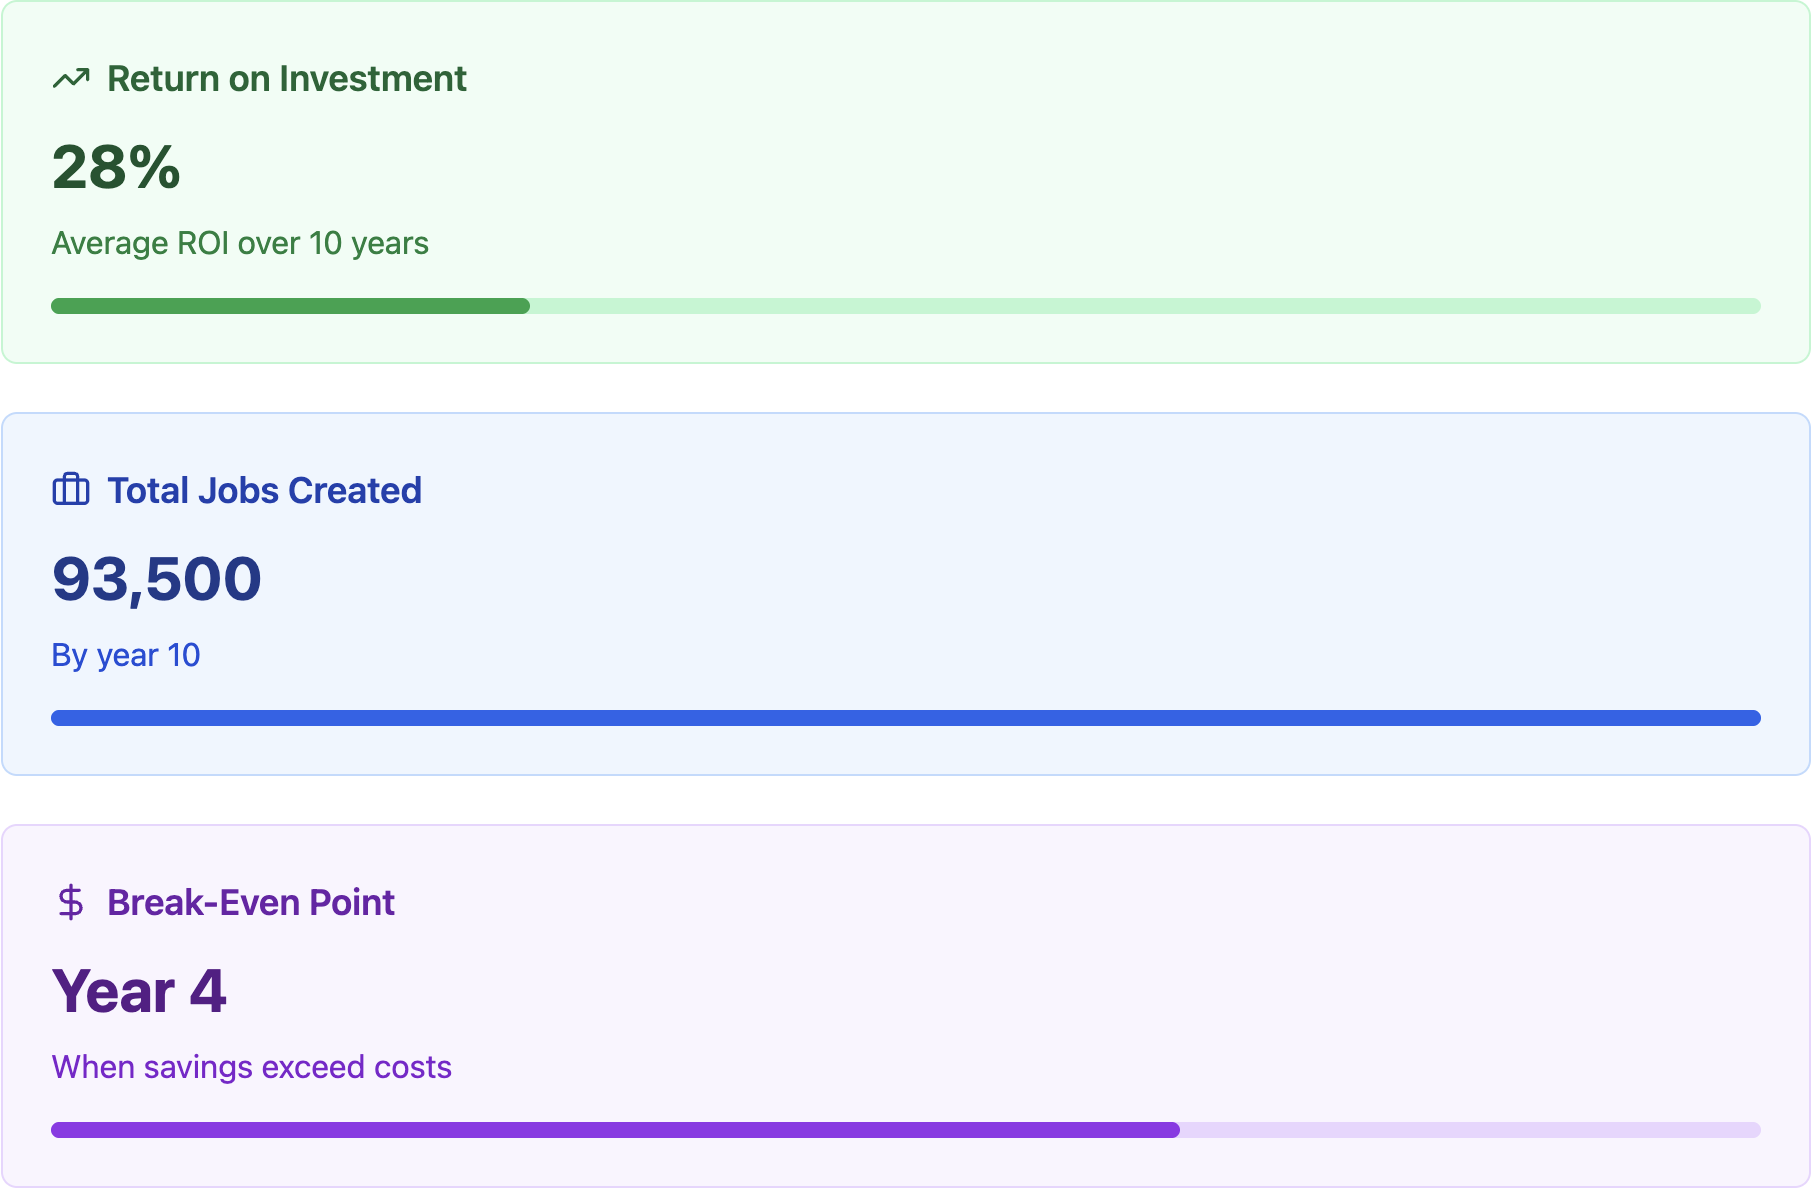 Return on Investment
28%
Average ROI over 10 years
Total Jobs Created
93,500
By year 10
Break-Even Point
Year 4
When savings exceed costs